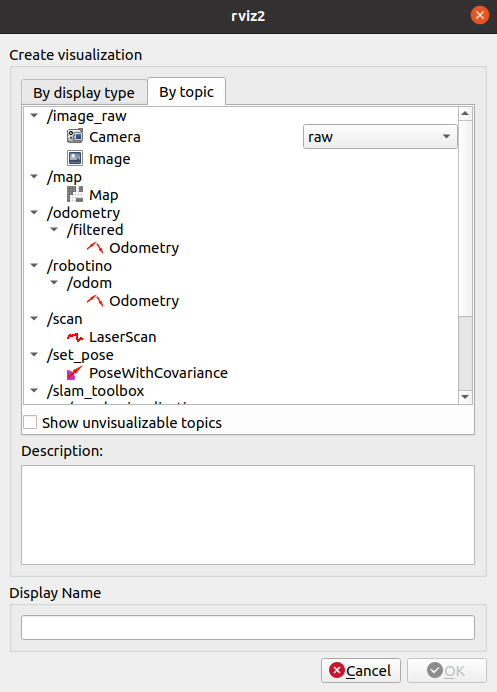 rviz2
Create visualization
By display type By topic
/image_raw
Camera raw
Image
/map
Map
/odometry
/filtered
Odometry
/robotino
/odom
Odometry
/scan
LaserScan
/set_pose
PoseWithCovariance
/slam_toolbox
Show unvisualizable topics
Description:
Display Name
Cancel OK